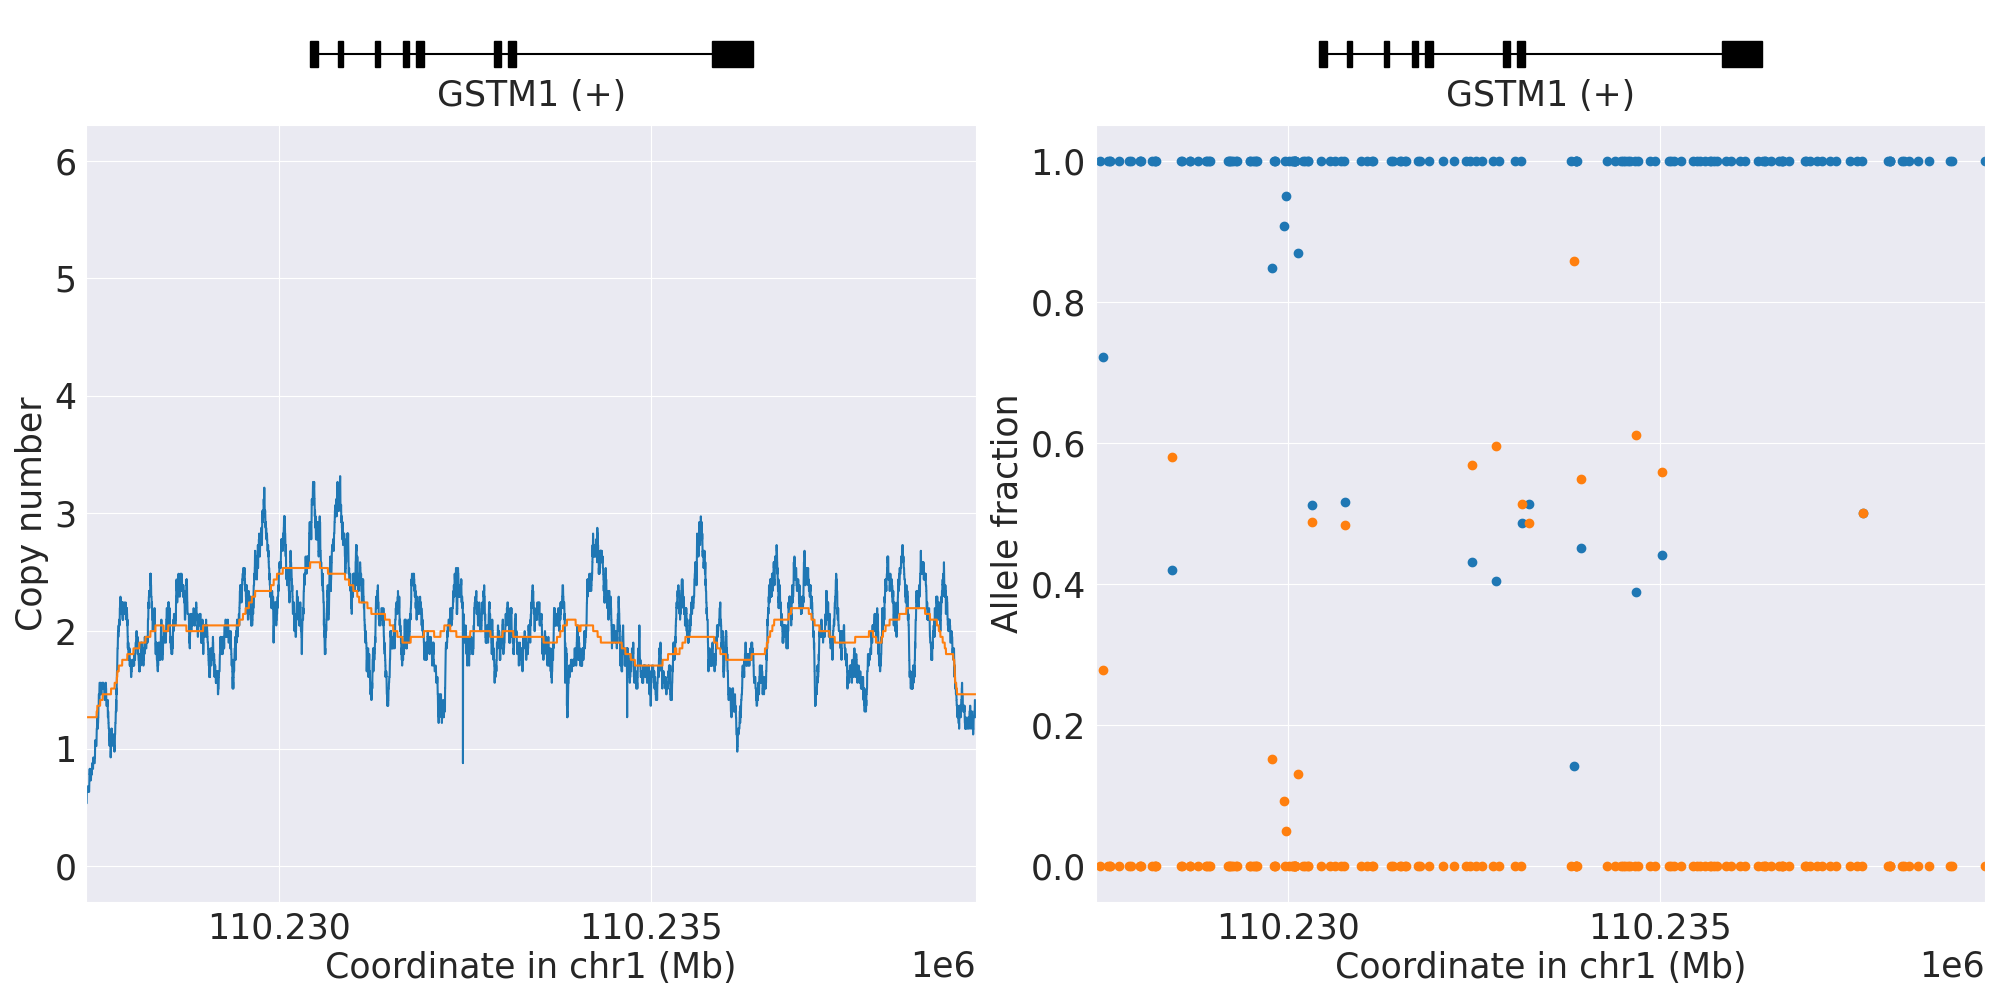 GSTM1 (+)
6
5
4
3
2
1
0
Copy number
110.230
110.235
Coordinate in chr1 (Mb)
1e6
GSTM1 (+)
1.0
0.8
0.6
0.4
0.2
0.0
Allele fraction
110.230
110.235
Coordinate in chr1 (Mb)
1e6